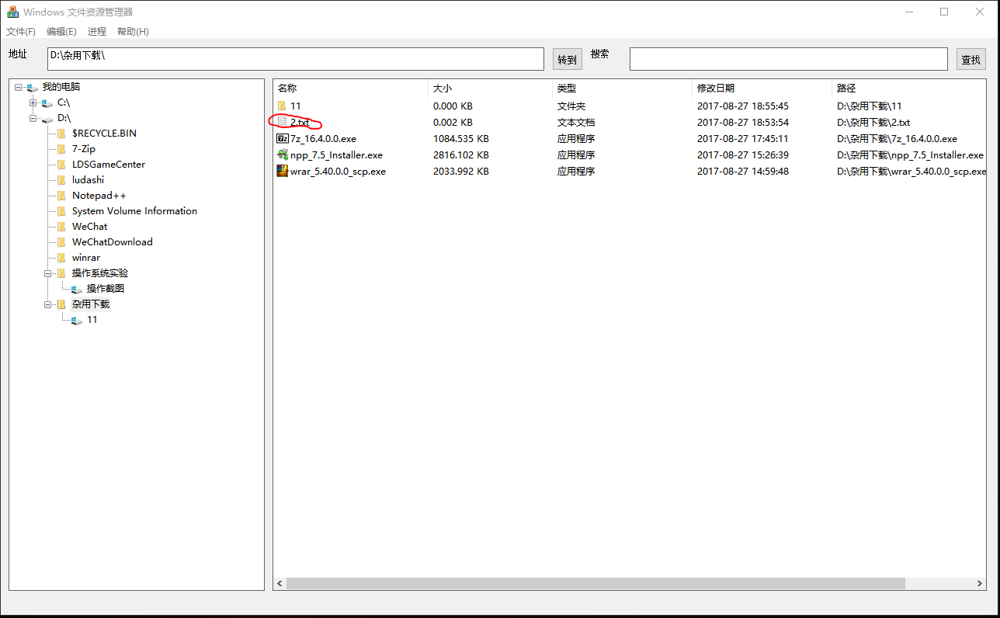 Windows 文件资源管理器
文件(F) 编辑(E) 进程 帮助(H)
地址 D:\杂用下载\ 转到 搜索 查找
我的电脑
C:\
D:\
$RECYCLE.BIN
7-Zip
LDSGameCenter
ludashi
Notepad++
System Volume Information
WeChat
WeChatDownload
winrar
操作系统实验
操作截图
杂用下载
11
名称 大小 类型 修改日期 路径
11 0.000 KB 文件夹 2017-08-27 18:55:45 D:\杂用下载\11
2.txt 0.002 KB 文本文档 2017-08-27 18:53:54 D:\杂用下载\2.txt
7z_16.4.0.0.exe 1084.535 KB 应用程序 2017-08-27 17:45:11 D:\杂用下载\7z_16.4.0.0.exe
npp_7.5_Installer.exe 2816.102 KB 应用程序 2017-08-27 15:26:39 D:\杂用下载\npp_7.5_Installer.exe
wrar_5.40.0.0_scp.exe 2033.992 KB 应用程序 2017-08-27 14:59:48 D:\杂用下载\wrar_5.40.0.0_scp.exe